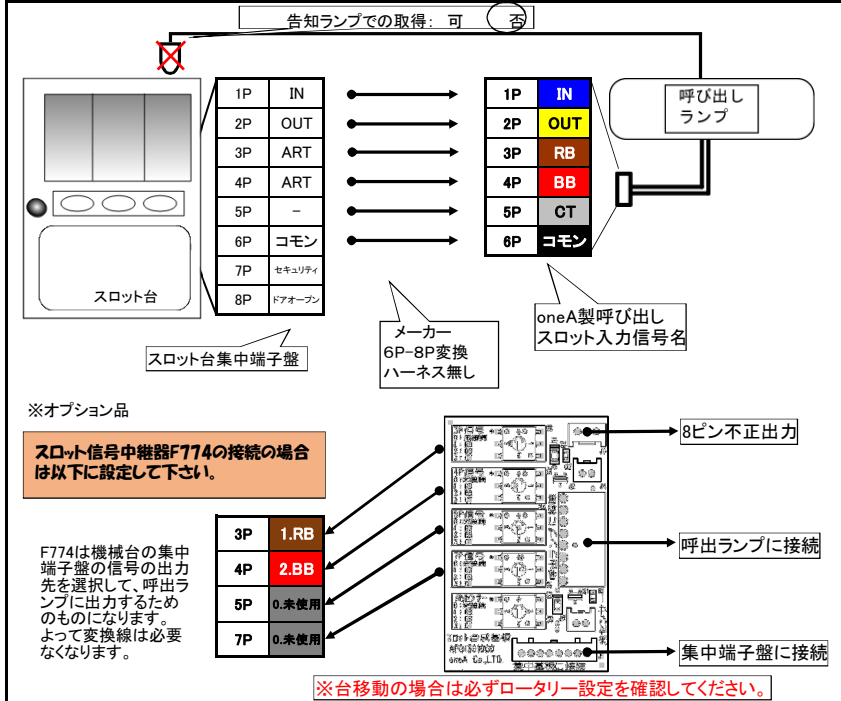 告知ランプでの取得： 可 否
1P IN
2P OUT
3P ART
4P ART
5P －
6P コモン
7P セキュリティ
8P ドアオープン
スロット台
スロット台集中端子盤
メーカー
6P-8P変換
ハーネス無し
1P IN
2P OUT
3P RB
4P BB
5P CT
6P コモン
呼び出し
ランプ
oneA製呼び出し
スロット入力信号名
※オプション品
スロット信号中継器F774の接続の場合
は以下に設定して下さい。
F774は機械台の集中
端子盤の信号の出力
先を選択して、呼出ラ
ンプに出力するため
のものになります。
よって変換線は必要
なくなります。
3P 1.RB
4P 2.BB
5P 0.未使用
7P 0.未使用
8ピン不正出力
呼出ランプに接続
集中端子盤に接続
oneA Co.,LTD.
※台移動の場合は必ずロータリー設定を確認してください。